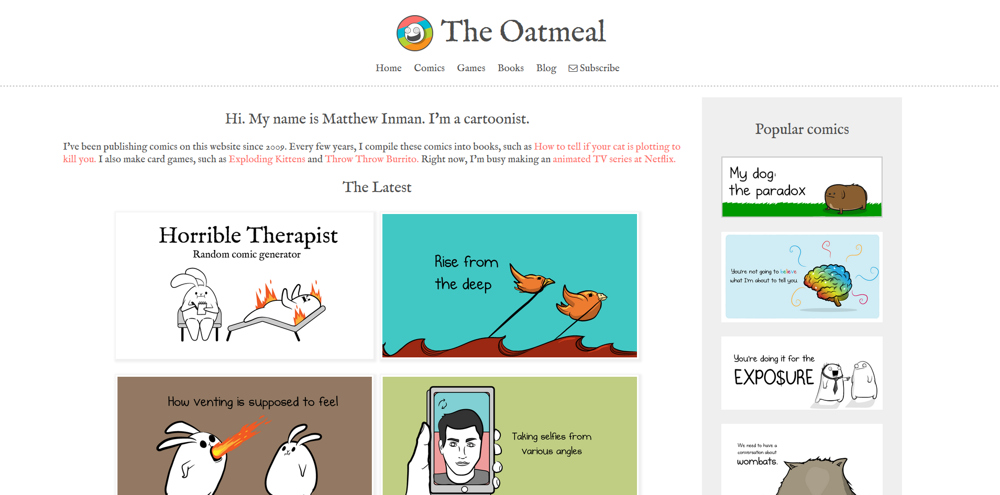 The Oatmeal
Home Comics Games Books Blog Subscribe
Hi. My name is Matthew Inman. I'm a cartoonist.
I've been publishing comics on this website since 2009. Every few years, I compile these comics into books, such as How to tell if your cat is plotting to
kill you. I also make card games, such as Exploding Kittens and Throw Throw Burrito. Right now, I'm busy making an animated TV series at Netflix.
The Latest
Horrible Therapist
Random comic generator
Rise from
the deep
How venting is supposed to feel
Taking selfies from
various angles
Popular comics
My dog:
the paradox
You're not going to believe
what I'm about to tell you.
You're doing it for the
EXPO$URE
We need to have a
conversation about
wombats.